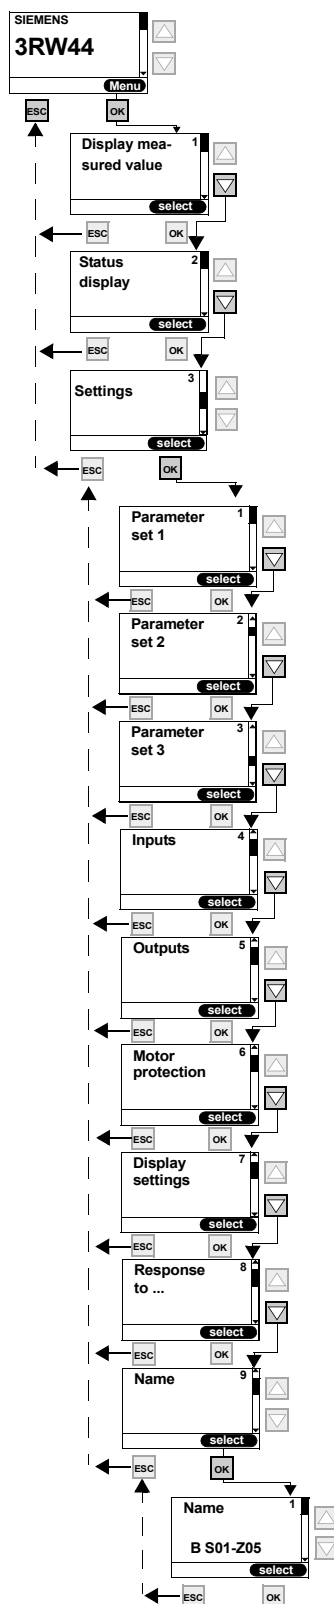 SIEMENS
3RW44
Menu
ESC OK
Display mea- 1
sured value
select
ESC OK
Status 2
display
select
ESC OK
3
Settings
select
ESC OK
Parameter 1
set 1
select
ESC OK
Parameter 2
set 2
select
ESC OK
Parameter 3
set 3
select
ESC OK
Inputs 4
select
ESC OK
Outputs 5
select
ESC OK
Motor 6
protection
select
ESC OK
Display 7
settings
select
ESC OK
Response 8
to ...
select
ESC OK
Name 9
select
ESC OK
Name 1
B S01-Z05
select
ESC OK